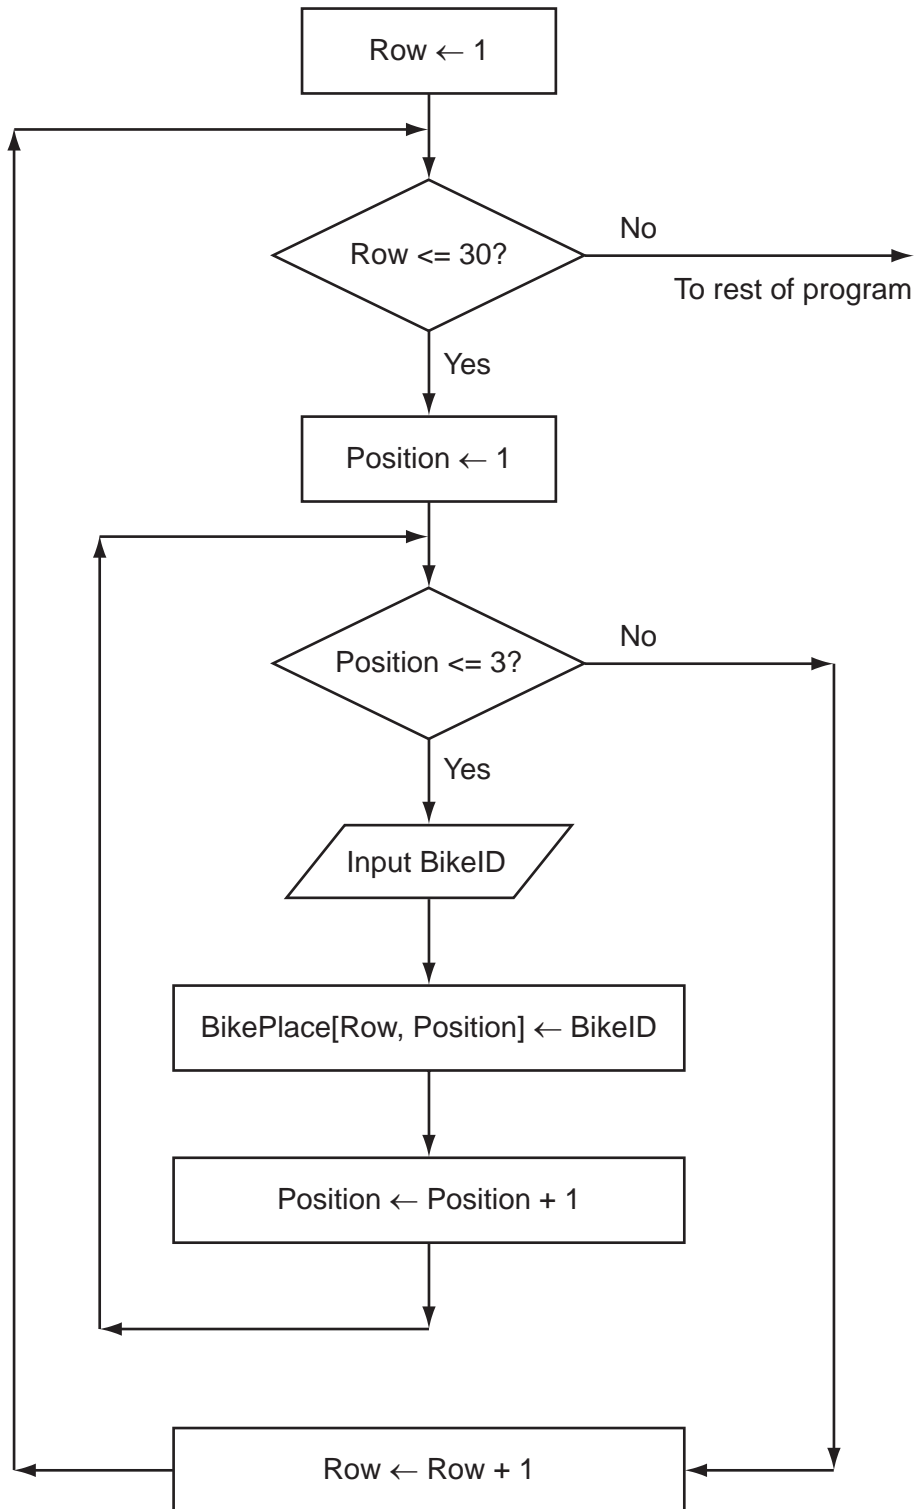 Row ← 1
Row <= 30?
No
To rest of program
Yes
Position ← 1
Position <= 3?
No
Yes
Input BikeID
BikePlace[Row, Position] ← BikeID
Position ← Position + 1
Row ← Row + 1